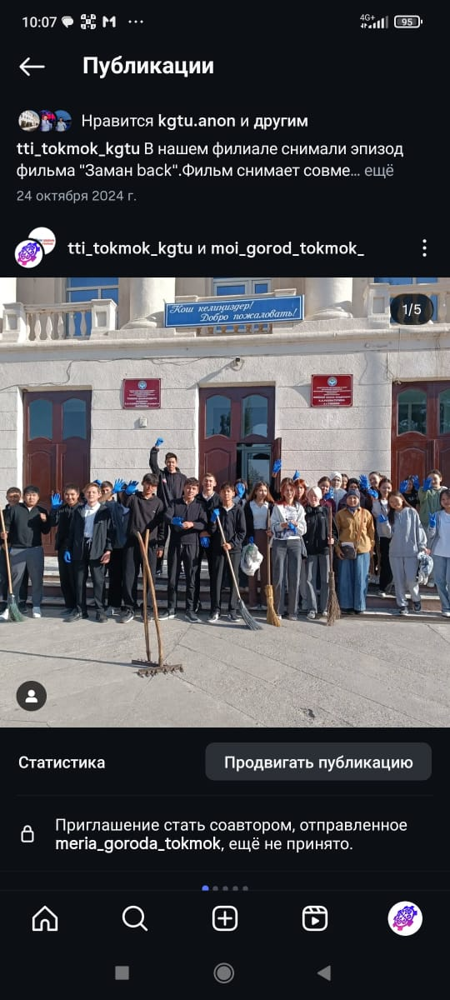 10:07
4G+
95
Публикации
Нравится kgtu.anon и другим
tti_tokmok_kgtu В нашем филиале снимали эпизод
фильма "Заман back".Фильм снимает совме... ещё
24 октября 2024 г.
tti_tokmok_kgtu и moi_gorod_tokmok_
Кош келиңиздер!
Добро пожаловать!
1/5
Статистика
Продвигать публикацию
Приглашение стать соавтором, отправленное
meria_goroda_tokmok, ещё не принято.